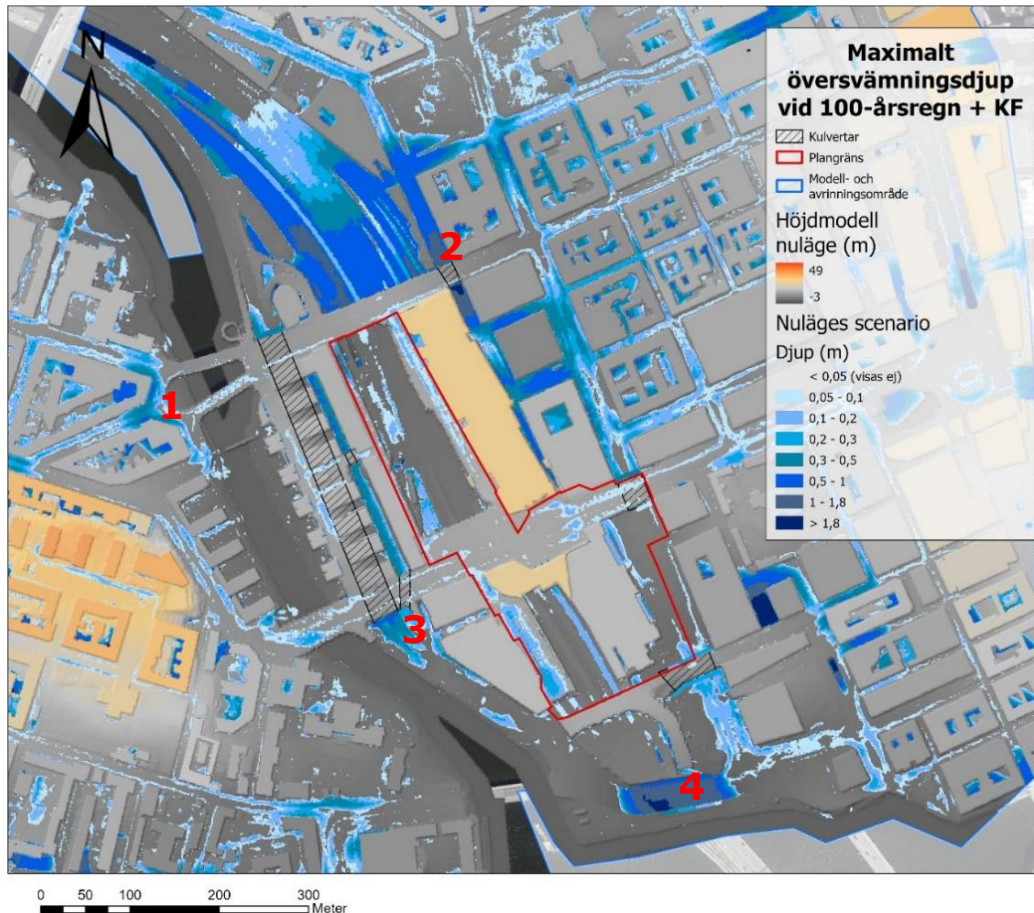 N
Maximalt
översvämningsdjup
vid 100-årsregn + KF
Kulvertar
Plangräns
Modell- och
avrinningsområde
Höjdmodell
nuläge (m)
49
-3
Nuläges scenario
Djup (m)
< 0,05 (visas ej)
0,05 - 0,1
0,1 - 0,2
0,2 - 0,3
0,3 - 0,5
0,5 - 1
1 - 1,8
> 1,8
2
1
3
4
0 50 100 200 300
Meter